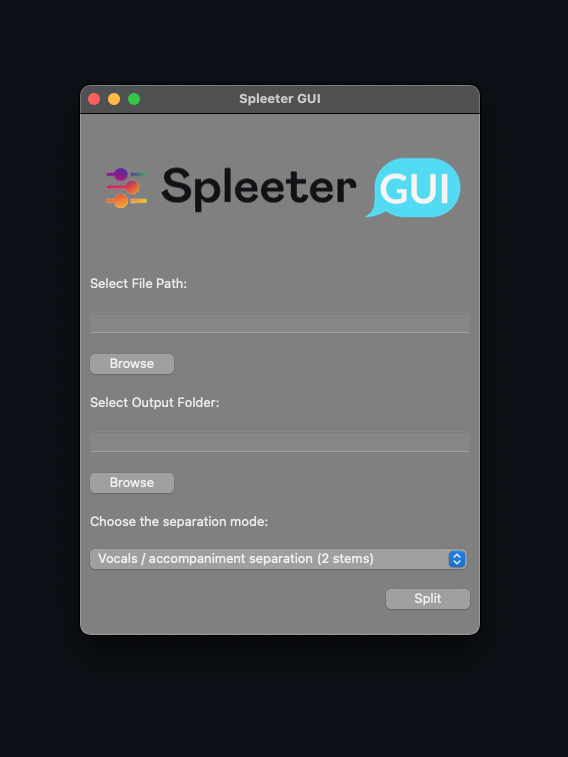 Spleeter GUI
Spleeter GUI
Select File Path:
Browse
Select Output Folder:
Browse
Choose the separation mode:
Vocals / accompaniment separation (2 stems)
Split